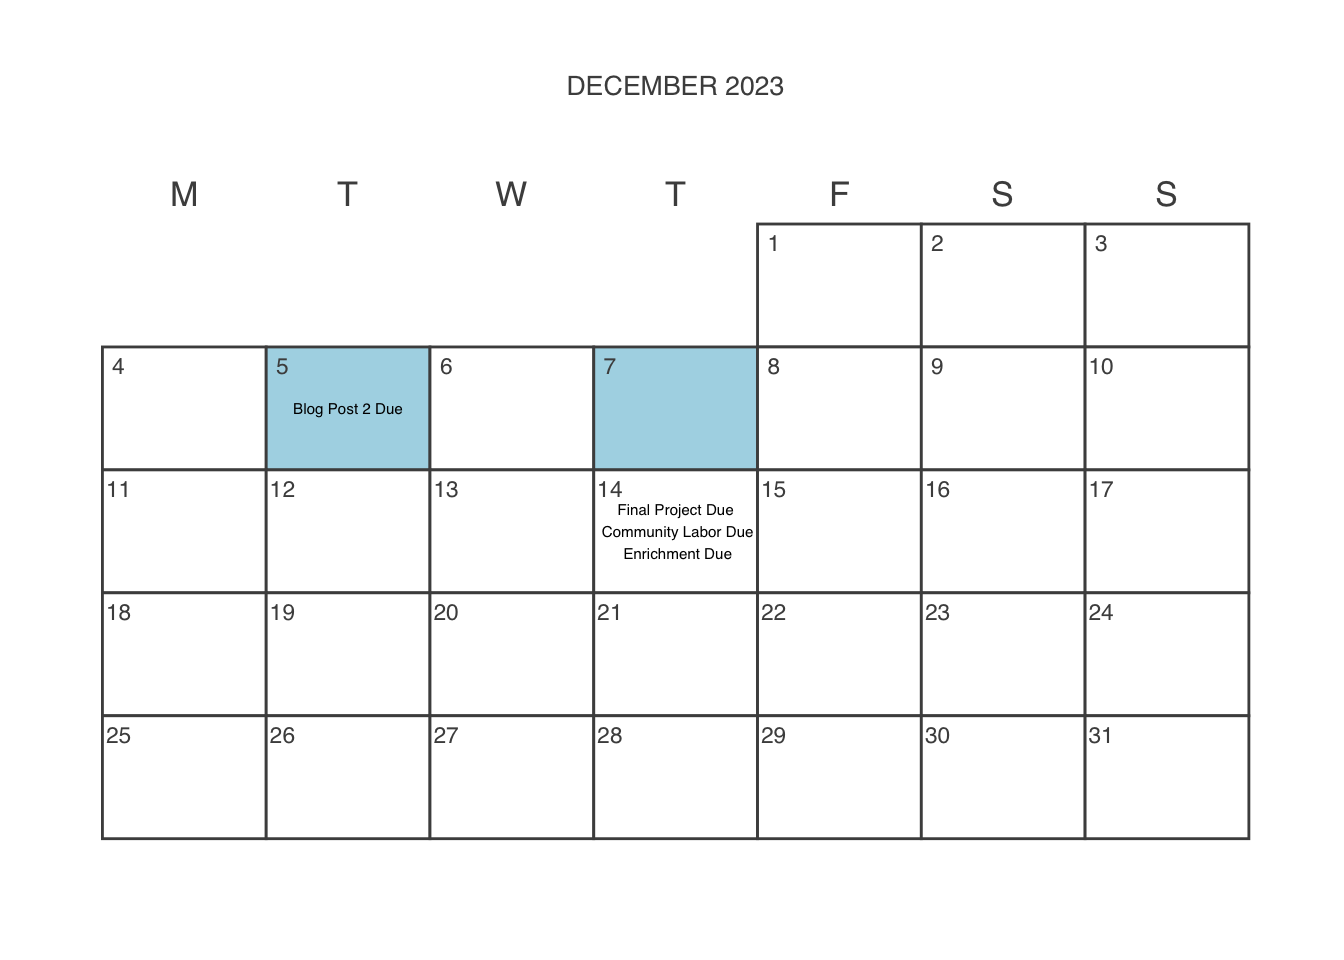 DECEMBER 2023
M T W T F S S
1 2 3
4 5 6 7 8 9 10
Blog Post 2 Due
11 12 13 14 15 16 17
Final Project Due
Community Labor Due
Enrichment Due
18 19 20 21 22 23 24
25 26 27 28 29 30 31